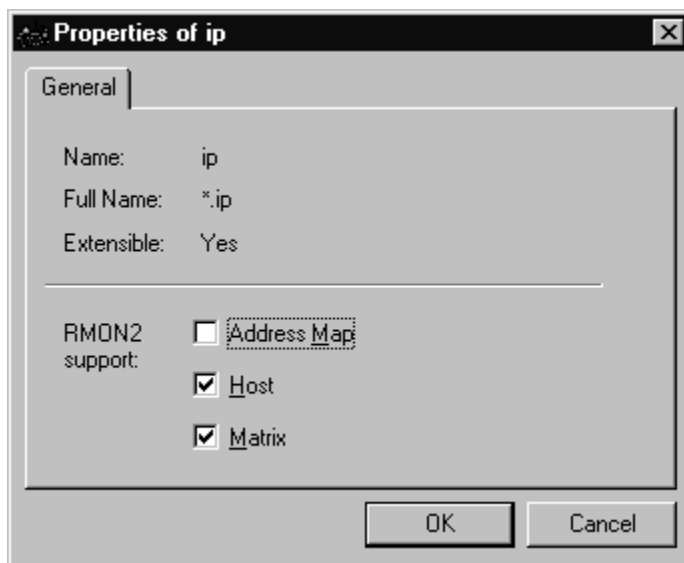 Properties of ip
General
Name: ip
Full Name: *.ip
Extensible: Yes
RMON2 support:
Address Map
Host
Matrix
OK Cancel